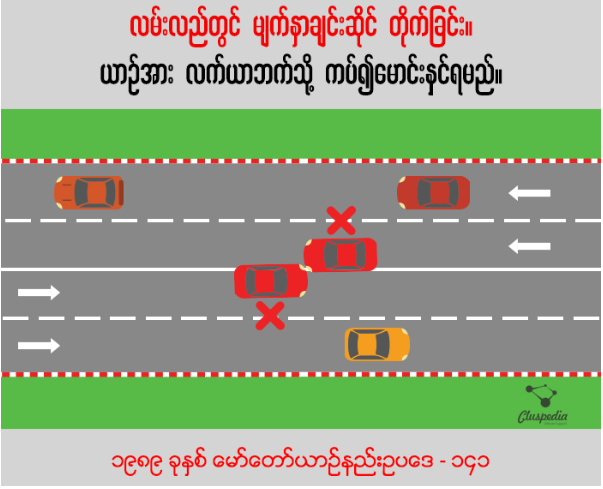 လမ်းလည်တွင် မျက်နှာချင်းဆိုင် တိုက်ခြင်း။
ယာဉ်အား လက်ယာဘက်သို့ ကပ်၍မောင်းနှင်ရမည်။
Cluspedia
၁၉၈၉ ခုနှစ် မော်တော်ယာဉ်နည်းဥပဒေ - ၁၄၁